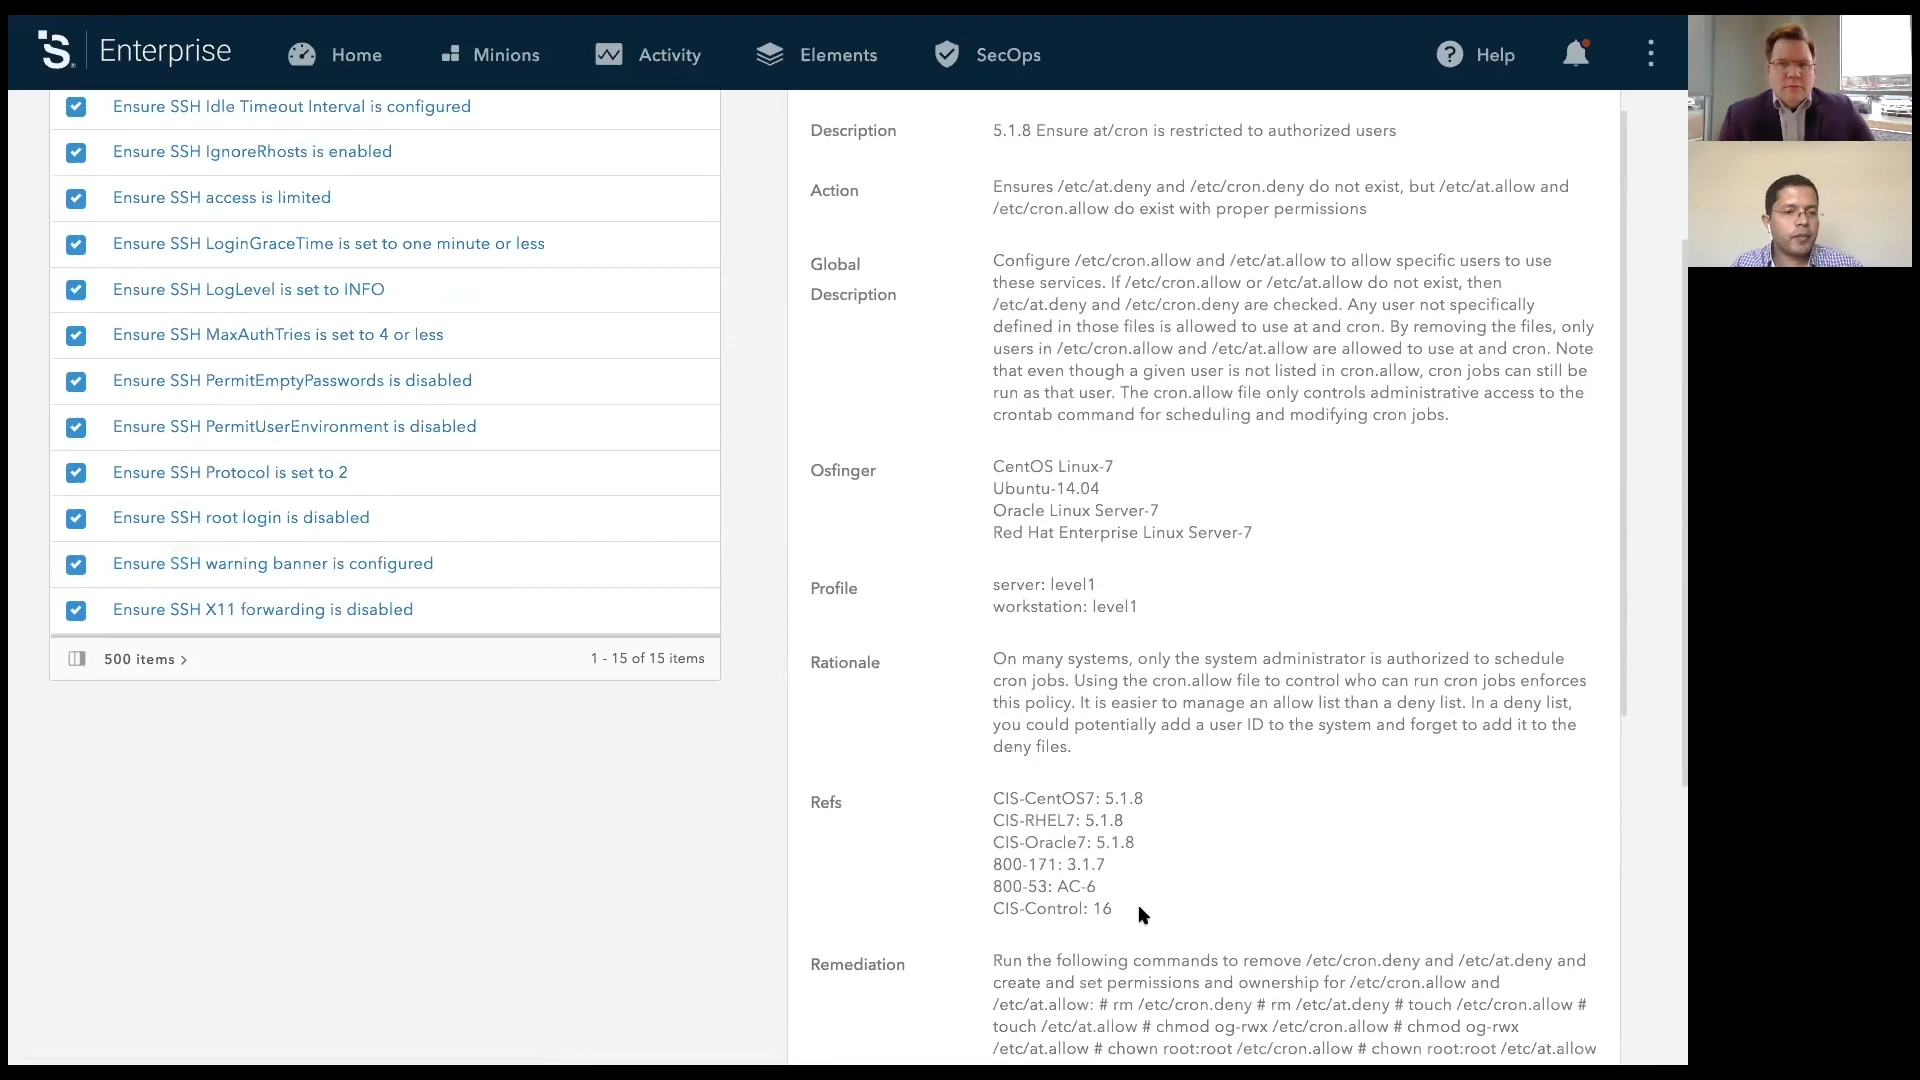 S. Enterprise Home Minions Activity Elements SecOps ? Help
Ensure SSH Idle Timeout Interval is configured
Ensure SSH IgnoreRhosts is enabled
Ensure SSH access is limited
Ensure SSH LoginGraceTime is set to one minute or less
Ensure SSH LogLevel is set to INFO
Ensure SSH MaxAuthTries is set to 4 or less
Ensure SSH PermitEmptyPasswords is disabled
Ensure SSH PermitUserEnvironment is disabled
Ensure SSH Protocol is set to 2
Ensure SSH root login is disabled
Ensure SSH warning banner is configured
Ensure SSH X11 forwarding is disabled
500 items > 1 - 15 of 15 items
Description
5.1.8 Ensure at/cron is restricted to authorized users
Action
Ensures /etc/at.deny and /etc/cron.deny do not exist, but /etc/at.allow and
/etc/cron.allow do exist with proper permissions
Global
Description
Configure /etc/cron.allow and /etc/at.allow to allow specific users to use
these services. If /etc/cron.allow or /etc/at.allow do not exist, then
/etc/at.deny and /etc/cron.deny are checked. Any user not specifically
defined in those files is allowed to use at and cron. By removing the files, only
users in /etc/cron.allow and /etc/at.allow are allowed to use at and cron. Note
that even though a given user is not listed in cron.allow, cron jobs can still be
run as that user. The cron.allow file only controls administrative access to the
crontab command for scheduling and modifying cron jobs.
Osfinger
CentOS Linux-7
Ubuntu-14.04
Oracle Linux Server-7
Red Hat Enterprise Linux Server-7
Profile
server: level1
workstation: level1
Rationale
On many systems, only the system administrator is authorized to schedule
cron jobs. Using the cron.allow file to control who can run cron jobs enforces
this policy. It is easier to manage an allow list than a deny list. In a deny list,
you could potentially add a user ID to the system and forget to add it to the
deny files.
Refs
CIS-CentOS7: 5.1.8
CIS-RHEL7: 5.1.8
CIS-Oracle7: 5.1.8
800-171: 3.1.7
800-53: AC-6
CIS-Control: 16
Remediation
Run the following commands to remove /etc/cron.deny and /etc/at.deny and
create and set permissions and ownership for /etc/cron.allow and
/etc/at.allow: # rm /etc/cron.deny # rm /etc/at.deny # touch /etc/cron.allow #
touch /etc/at.allow # chmod og-rwx /etc/cron.allow # chmod og-rwx
/etc/at.allow # chown root:root /etc/cron.allow # chown root:root /etc/at.allow